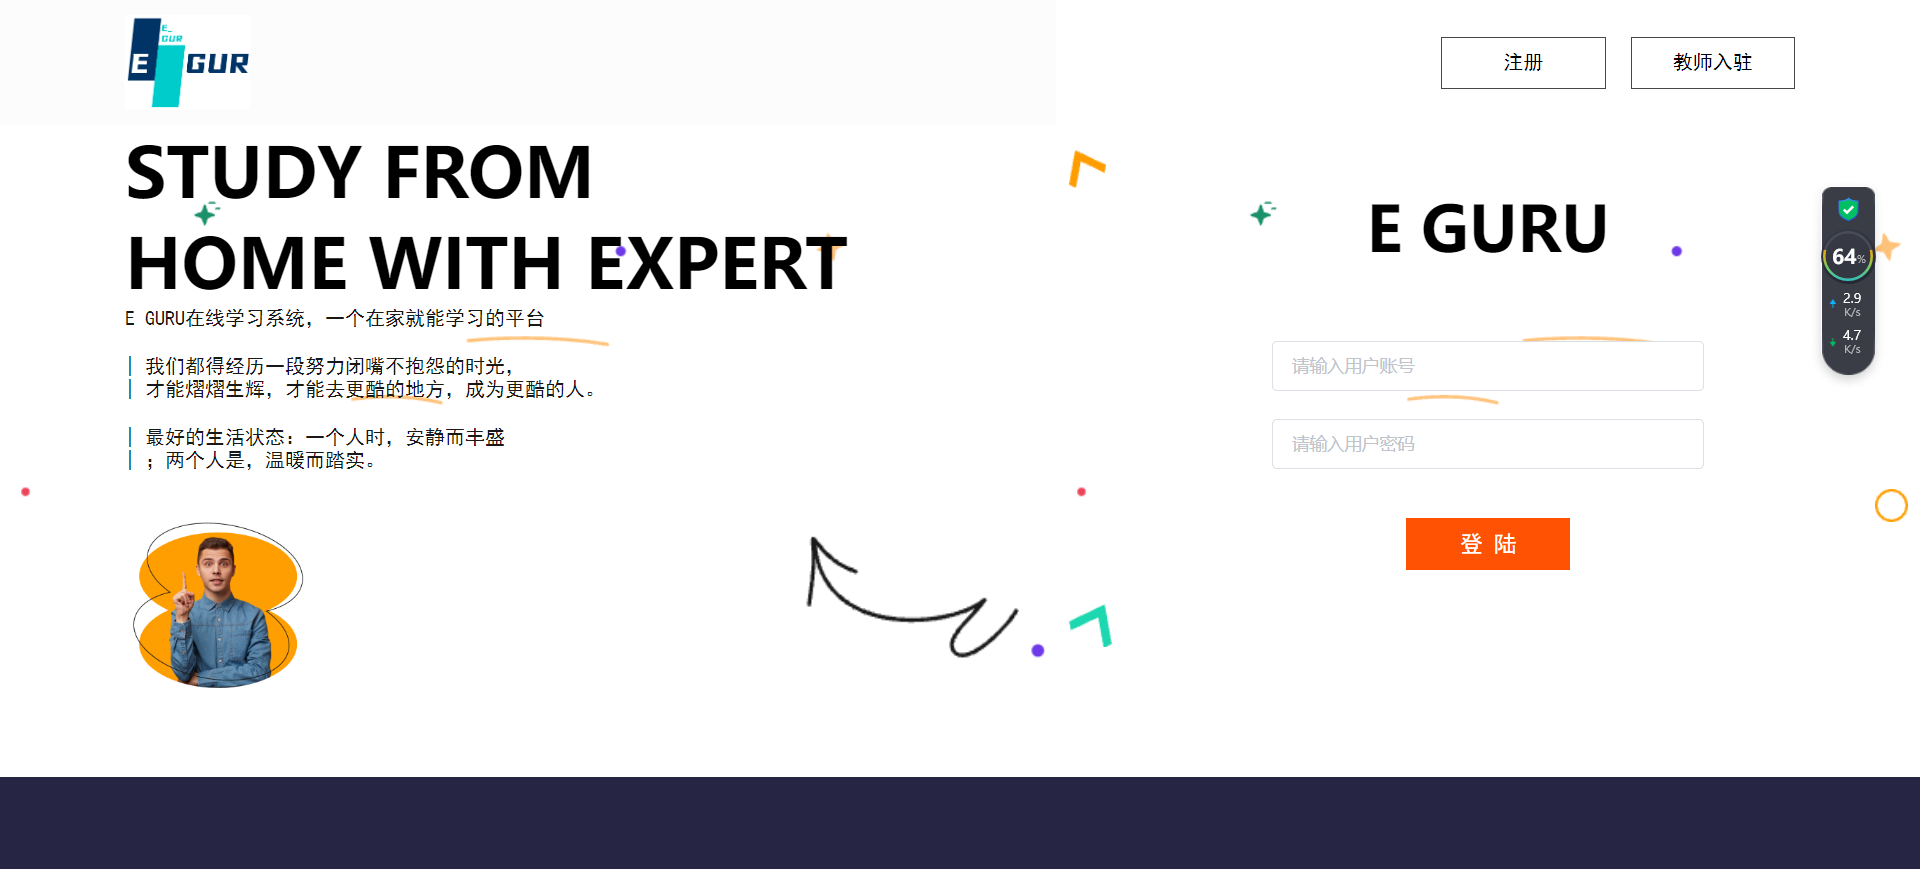 E_
GUR
E GUR
注册
教师入驻
STUDY FROM
HOME WITH EXPERT
E GURU在线学习系统，一个在家就能学习的平台
我们都得经历一段努力闭嘴不抱怨的时光，
才能熠熠生辉，才能去更酷的地方，成为更酷的人。
最好的生活状态：一个人时，安静而丰盛
；两个人是，温暖而踏实。
E GURU
请输入用户账号
请输入用户密码
登 陆
64%
2.9
K/s
4.7
K/s